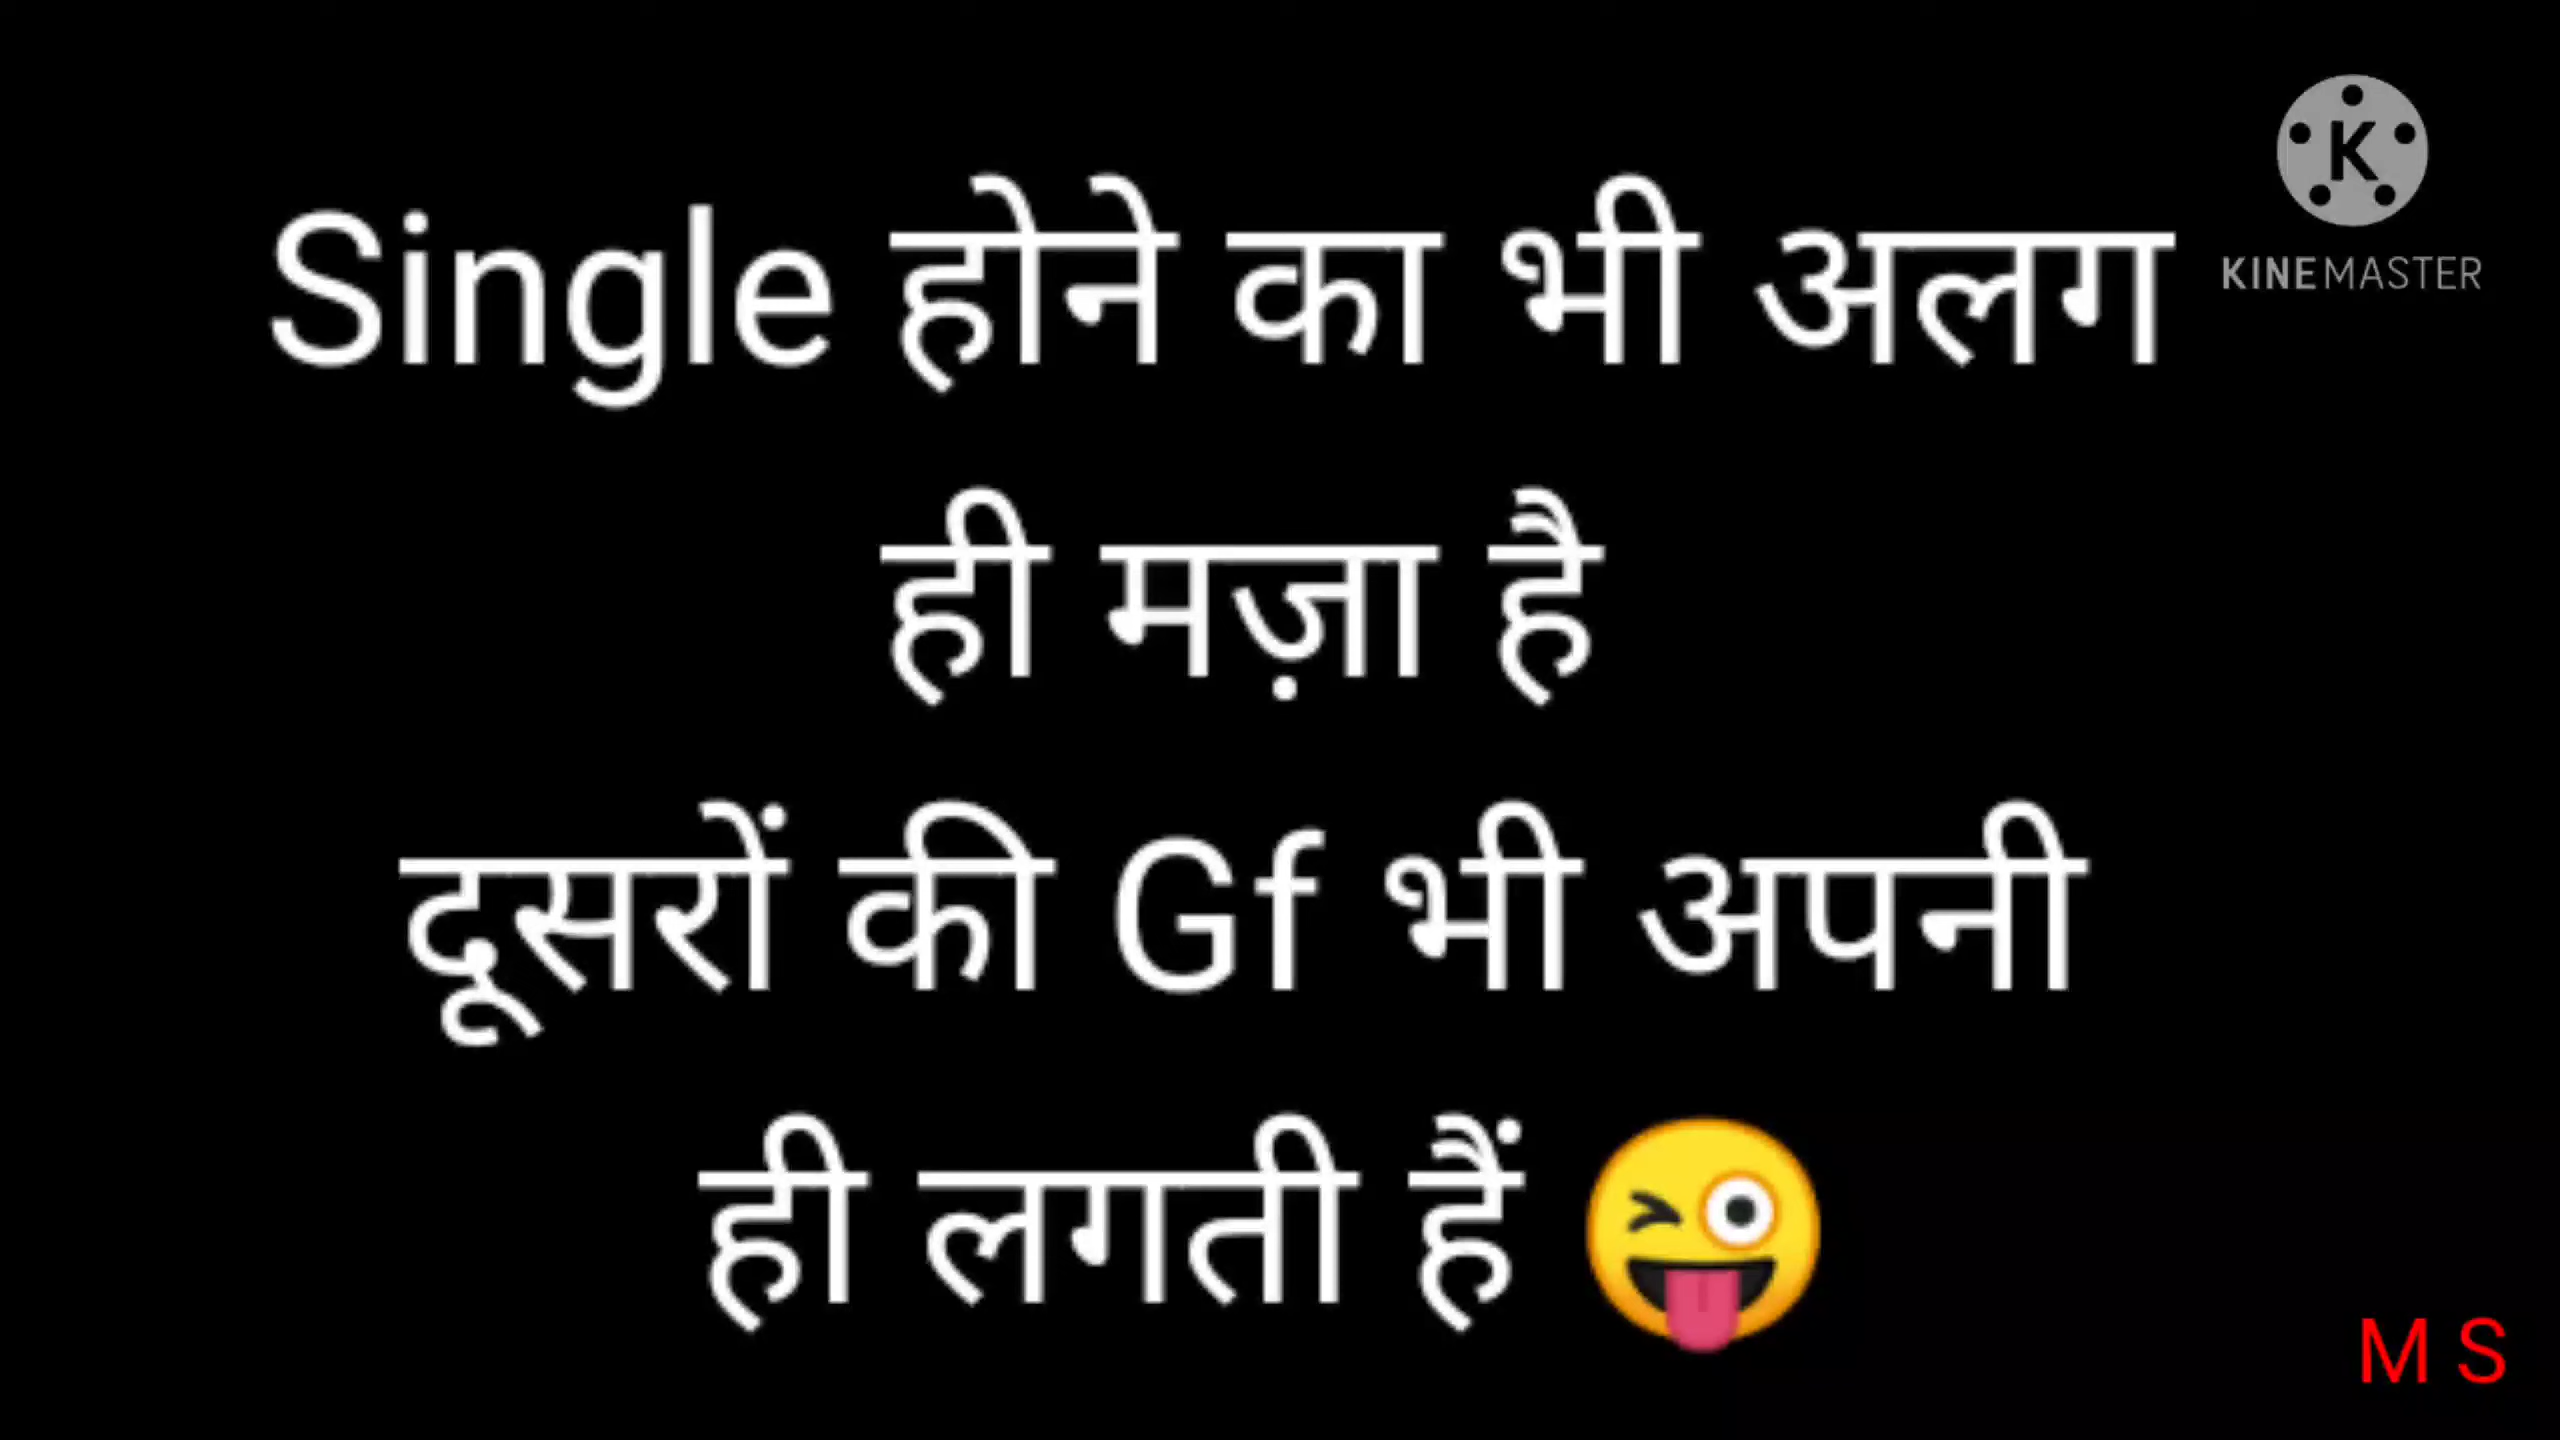 Single होने का भी अलग
ही मज़ा है
दूसरों की Gf भी अपनी
ही लगती हैं 😜
K
KINEMASTER
M S